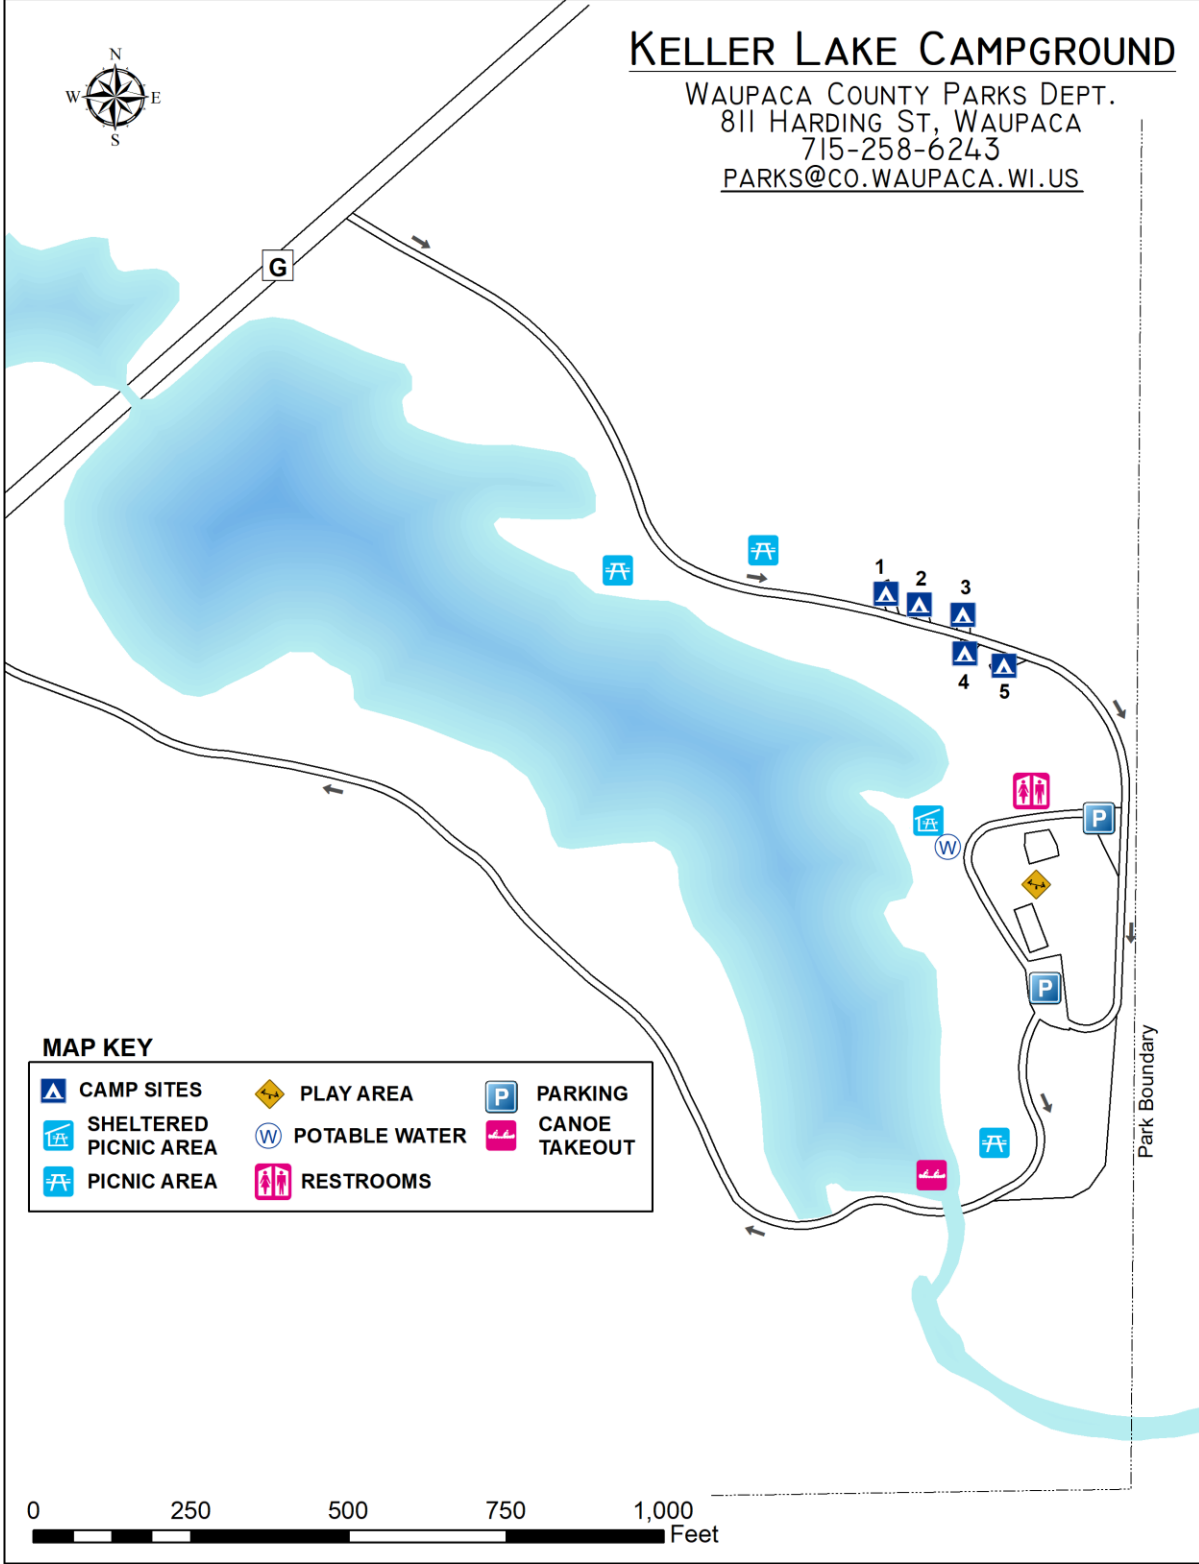 KELLER LAKE CAMPGROUND
WAUPACA COUNTY PARKS DEPT.
811 HARDING ST, WAUPACA
715-258-6243
PARKS@CO.WAUPACA.WI.US
N
W E
S
G
1
2
3
4
5
W
P
P
Park Boundary
MAP KEY
CAMP SITES
SHELTERED
PICNIC AREA
PICNIC AREA
PLAY AREA
W POTABLE WATER
RESTROOMS
P PARKING
CANOE
TAKEOUT
0 250 500 750 1,000
Feet